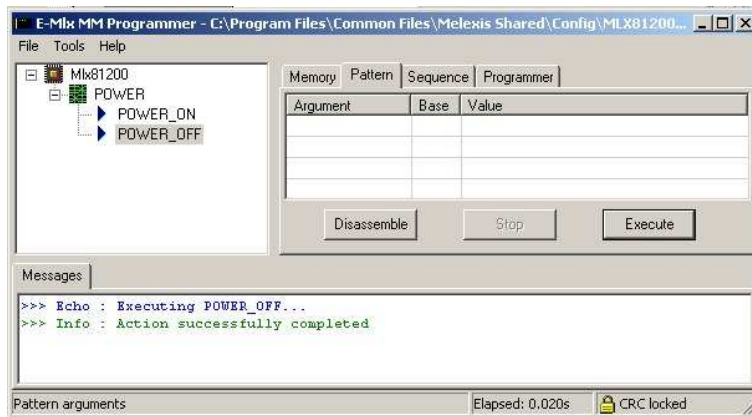 E-Mlx MM Programmer - C:\Program Files\Common Files\Melexis Shared\Config\MLX81200...
File Tools Help
Mlx81200
POWER
POWER_ON
POWER_OFF
Memory Pattern Sequence Programmer
Argument Base Value
Disassemble Stop Execute
Messages
>>> Echo : Executing POWER_OFF...
>>> Info : Action successfully completed
Pattern arguments Elapsed: 0.020s CRC locked